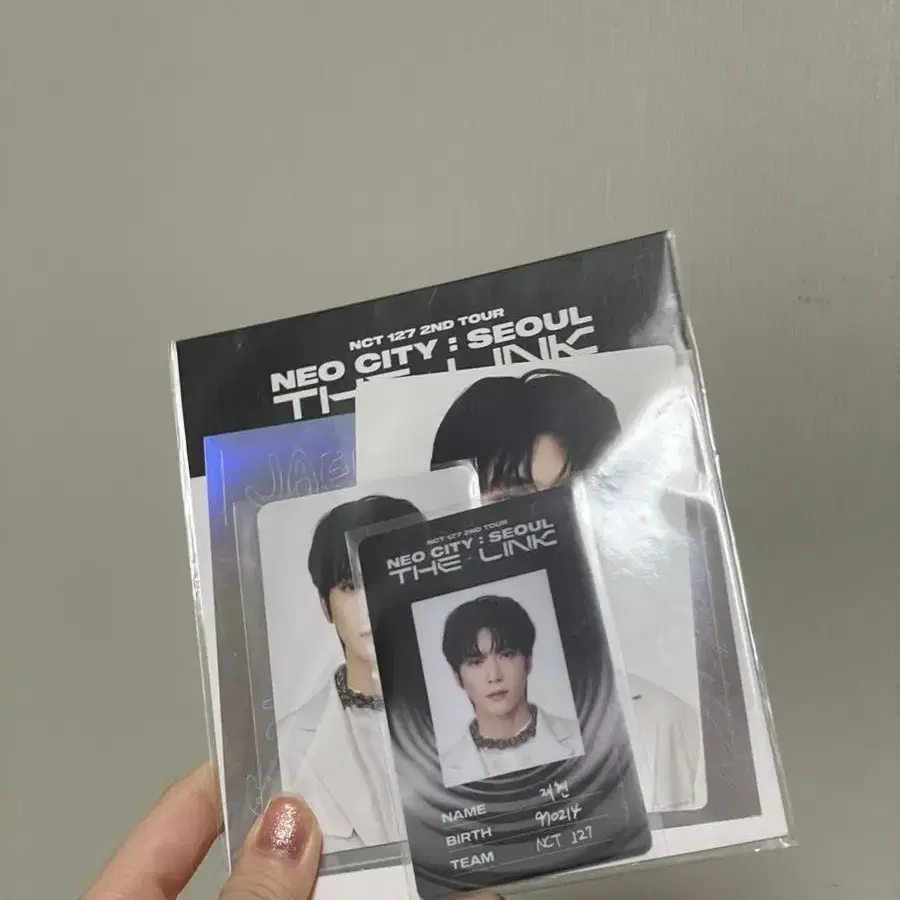 NCT 127 2ND TOUR
NEO CITY : SEOUL
THE LINK
JAE
NCT 127 2ND TOUR
NEO CITY : SEOUL
THE LINK
NAME 재현
BIRTH 970214
TEAM NCT 127